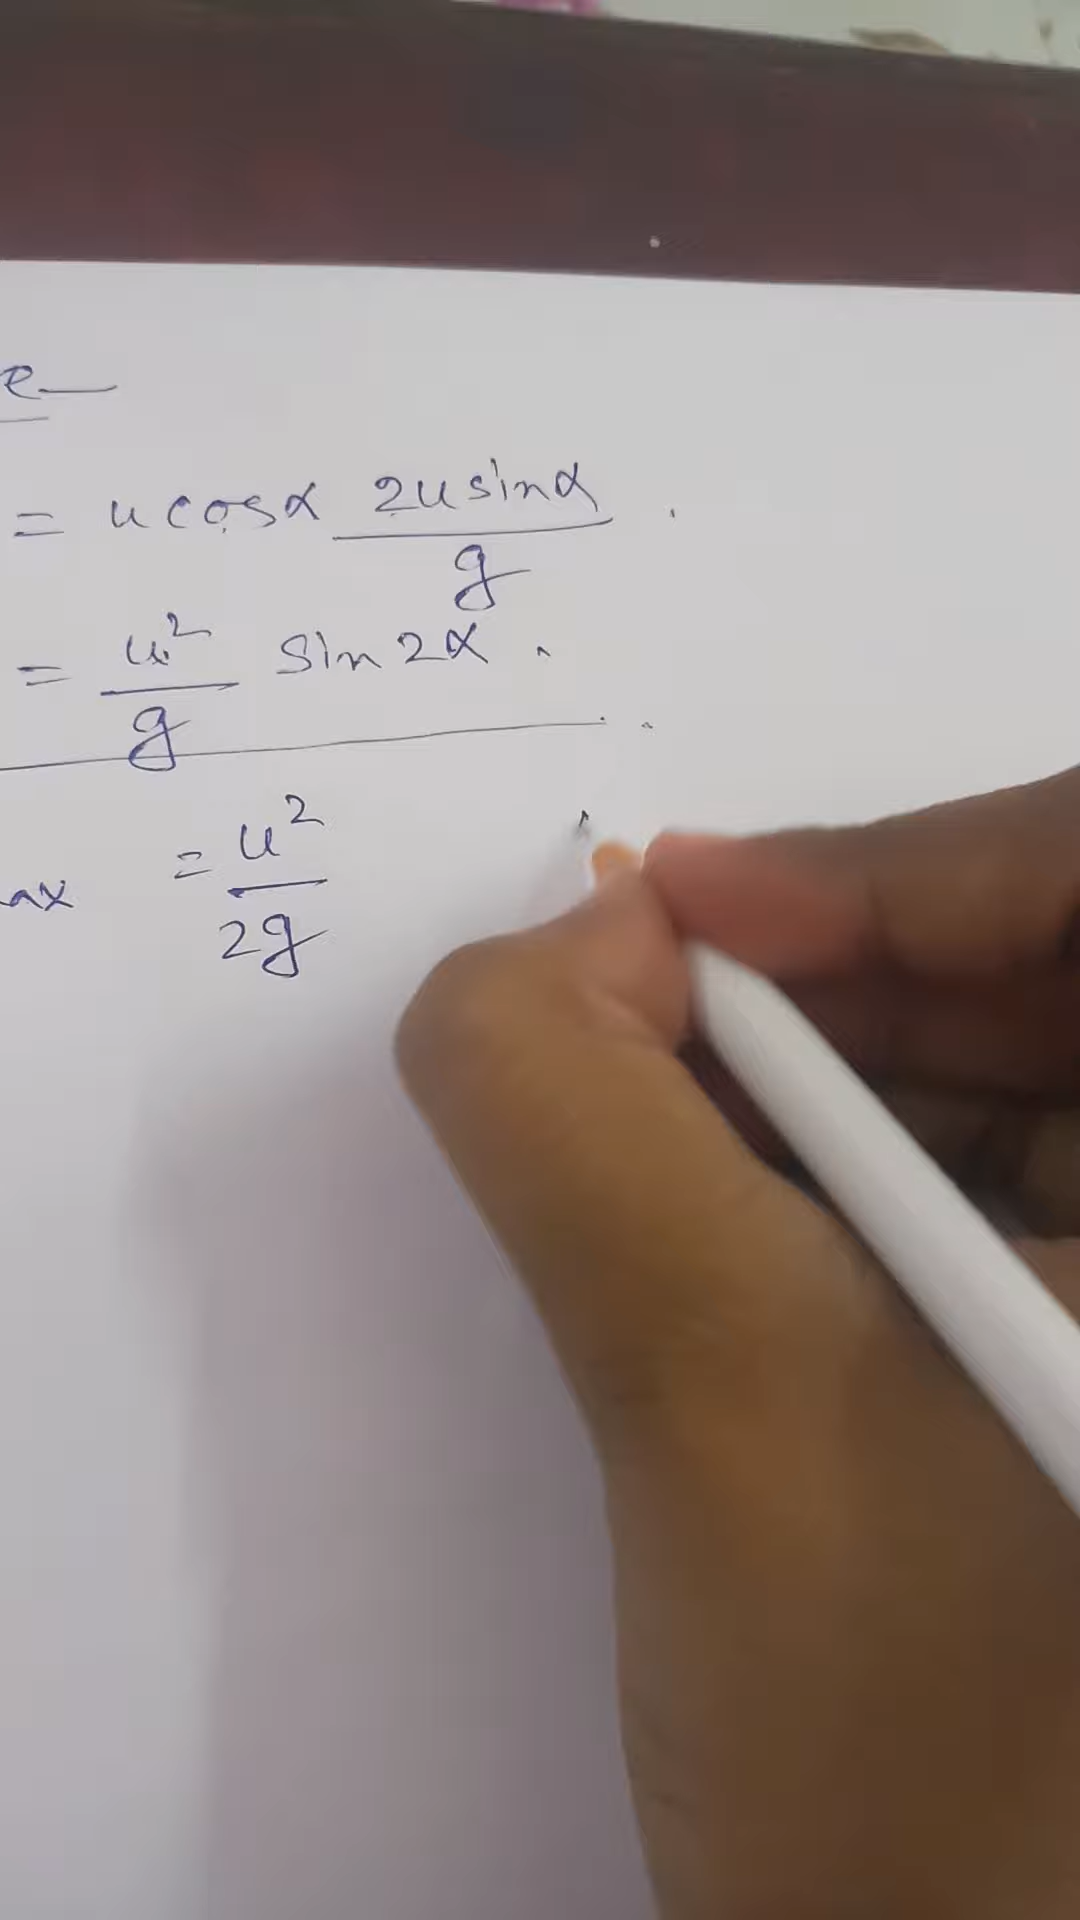 e
= u cosα 2u sinα / g .
= u² / g sin 2α .
ax = u² / 2g